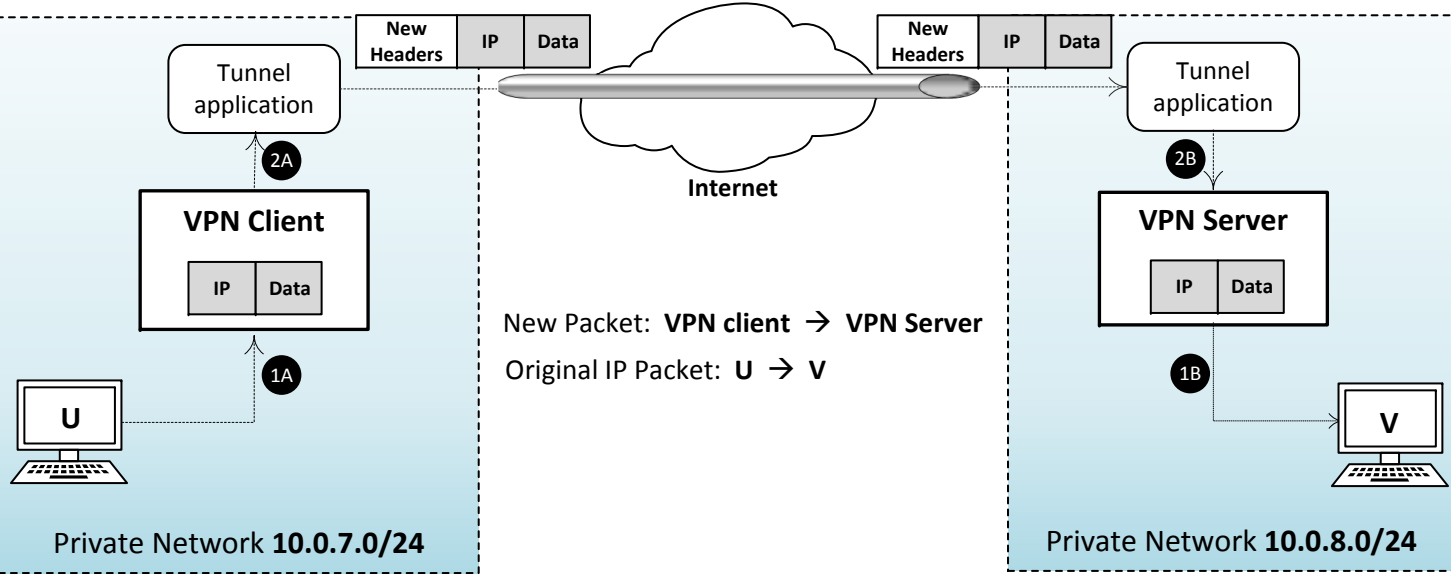 New
Headers
IP
Data
New
Headers
IP
Data
Tunnel
application
Tunnel
application
2A
2B
Internet
VPN Client
IP
Data
VPN Server
IP
Data
New Packet: VPN client → VPN Server
Original IP Packet: U → V
1A
1B
U
V
Private Network 10.0.7.0/24
Private Network 10.0.8.0/24